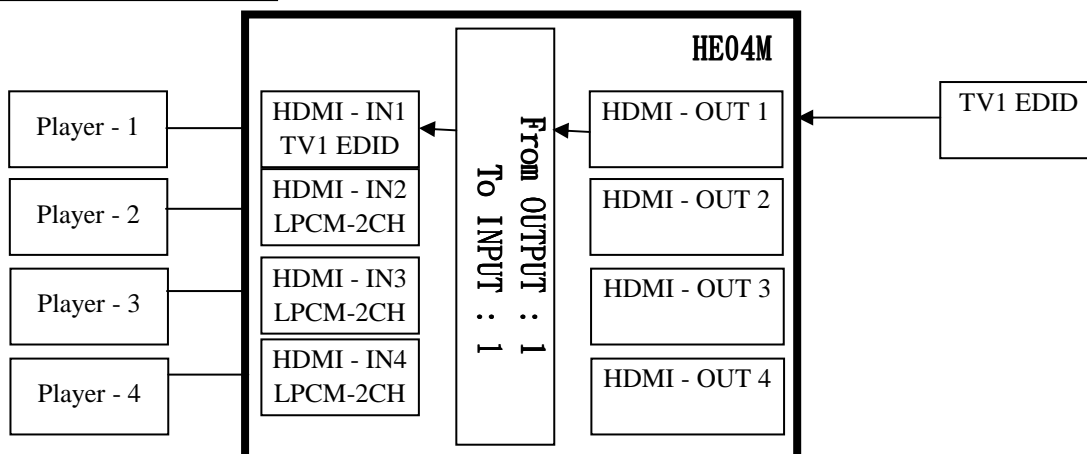 HE04M
Player - 1
HDMI - IN1
TV1 EDID
From OUTPUT : 1
To INPUT : 1
HDMI - OUT 1
TV1 EDID
Player - 2
HDMI - IN2
LPCM-2CH
HDMI - OUT 2
Player - 3
HDMI - IN3
LPCM-2CH
HDMI - OUT 3
Player - 4
HDMI - IN4
LPCM-2CH
HDMI - OUT 4